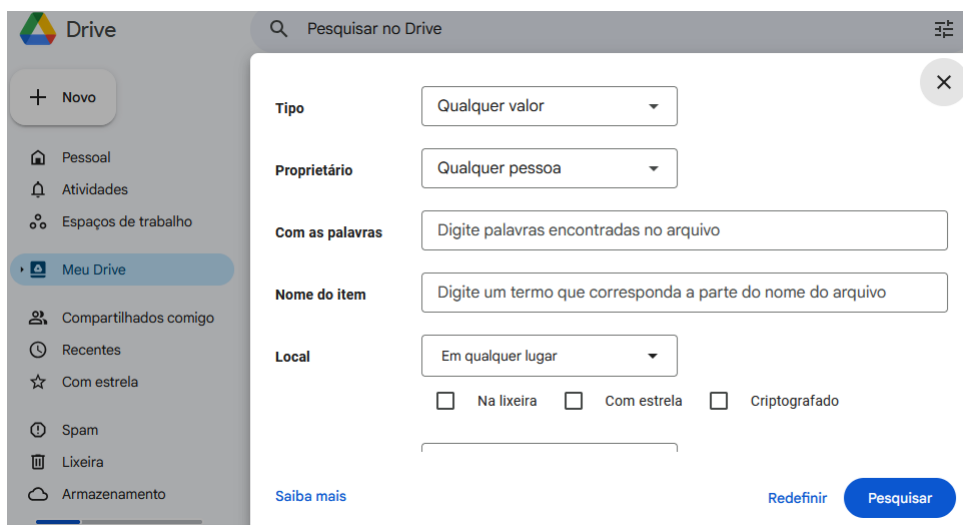 Drive
Pesquisar no Drive
Novo
Pessoal
Atividades
Espaços de trabalho
Meu Drive
Compartilhados comigo
Recentes
Com estrela
Spam
Lixeira
Armazenamento
Tipo
Qualquer valor
Proprietário
Qualquer pessoa
Com as palavras
Digite palavras encontradas no arquivo
Nome do item
Digite um termo que corresponda a parte do nome do arquivo
Local
Em qualquer lugar
Na lixeira Com estrela Criptografado
Saiba mais
Redefinir
Pesquisar